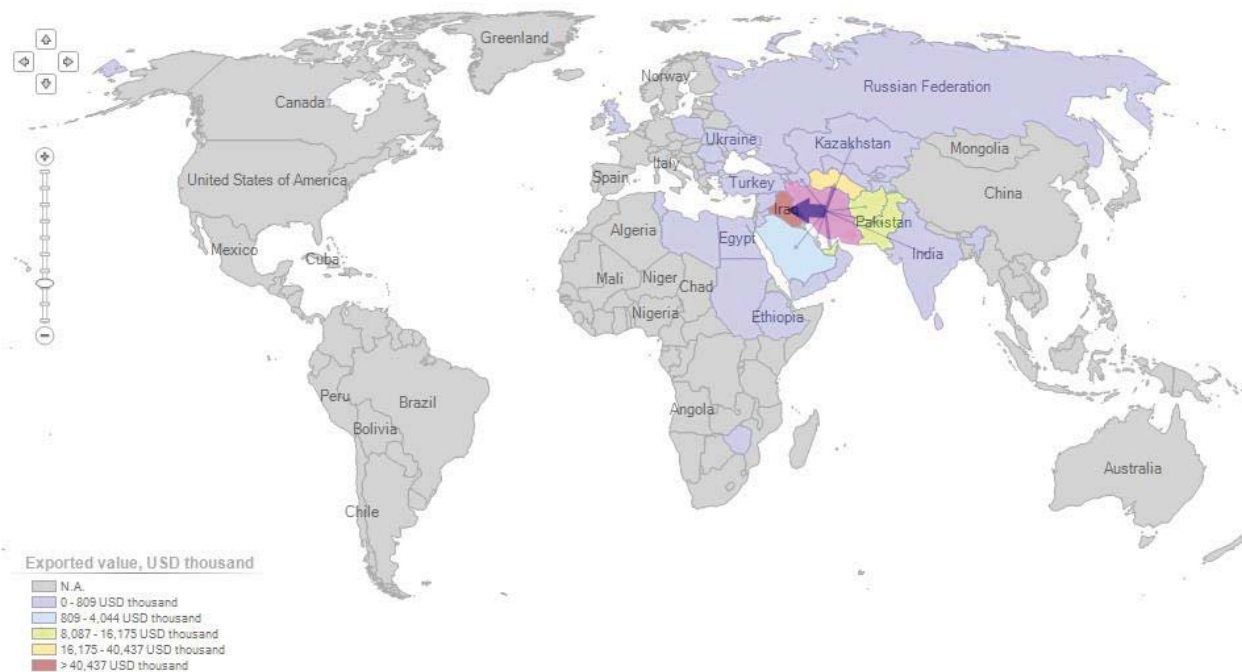 Greenland
Norway
Russian Federation
Canada
Ukraine
Kazakhstan
Mongolia
Italy
Spain
United States of America
Turkey
China
Iraq
Pakistan
Algeria
Egypt
Mexico
India
Cuba
Mali
Niger
Chad
Nigeria
Ethiopia
Peru
Brazil
Angola
Bolivia
Australia
Chile
Exported value, USD thousand
N.A.
0 - 809 USD thousand
809 - 4,044 USD thousand
8,087 - 16,175 USD thousand
16,175 - 40,437 USD thousand
> 40,437 USD thousand